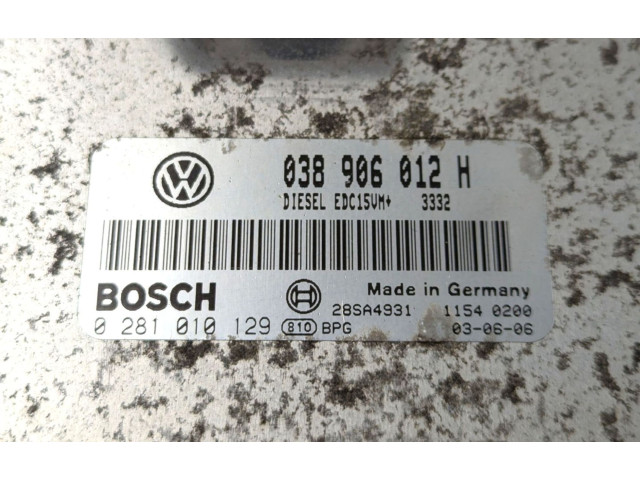 038 906 012 H
DIESEL EDC15VM+ 3332
BOSCH
Made in Germany
28SA4931 1154 0200
0 281 010 129 810 BPG 03-06-06